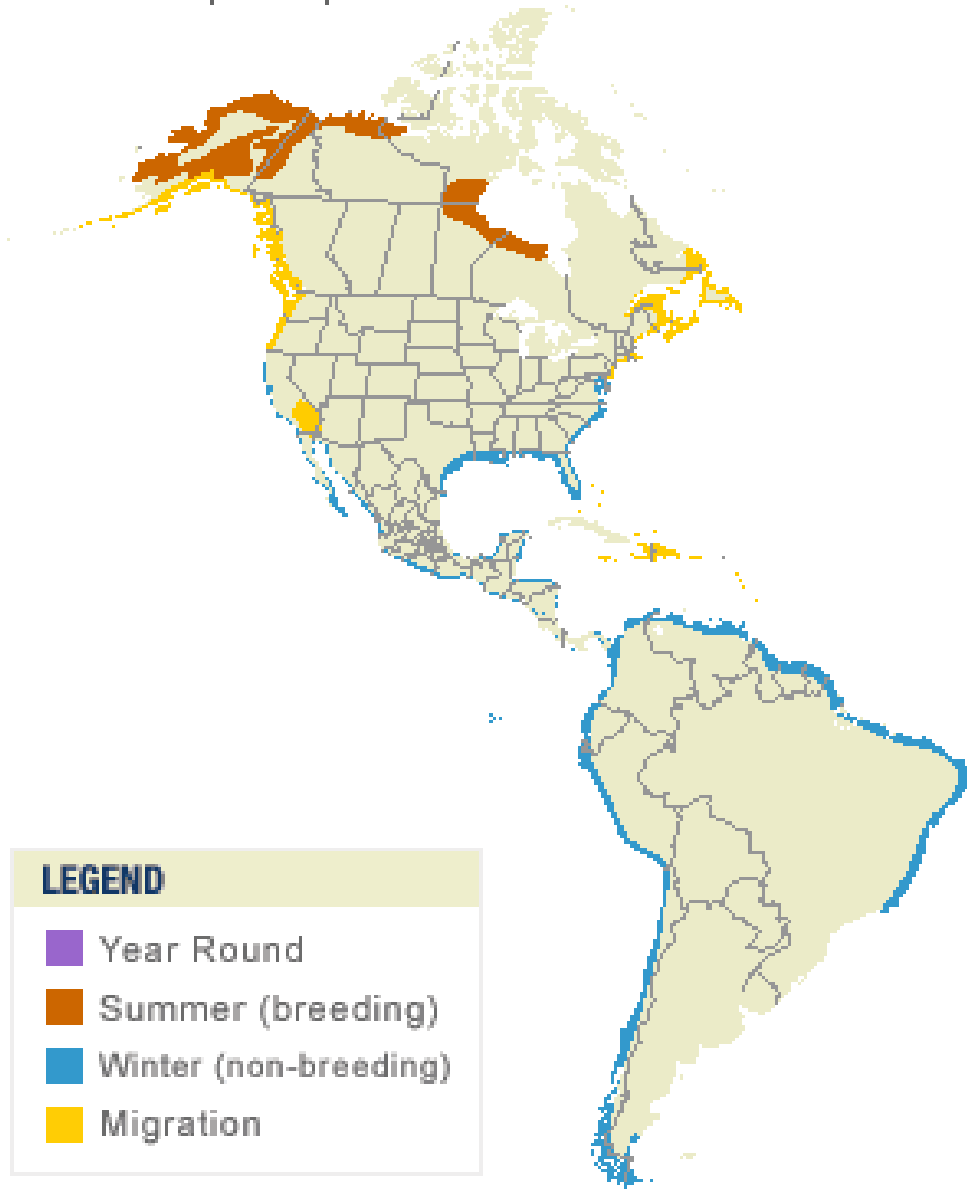 LEGEND
Year Round
Summer (breeding)
Winter (non-breeding)
Migration